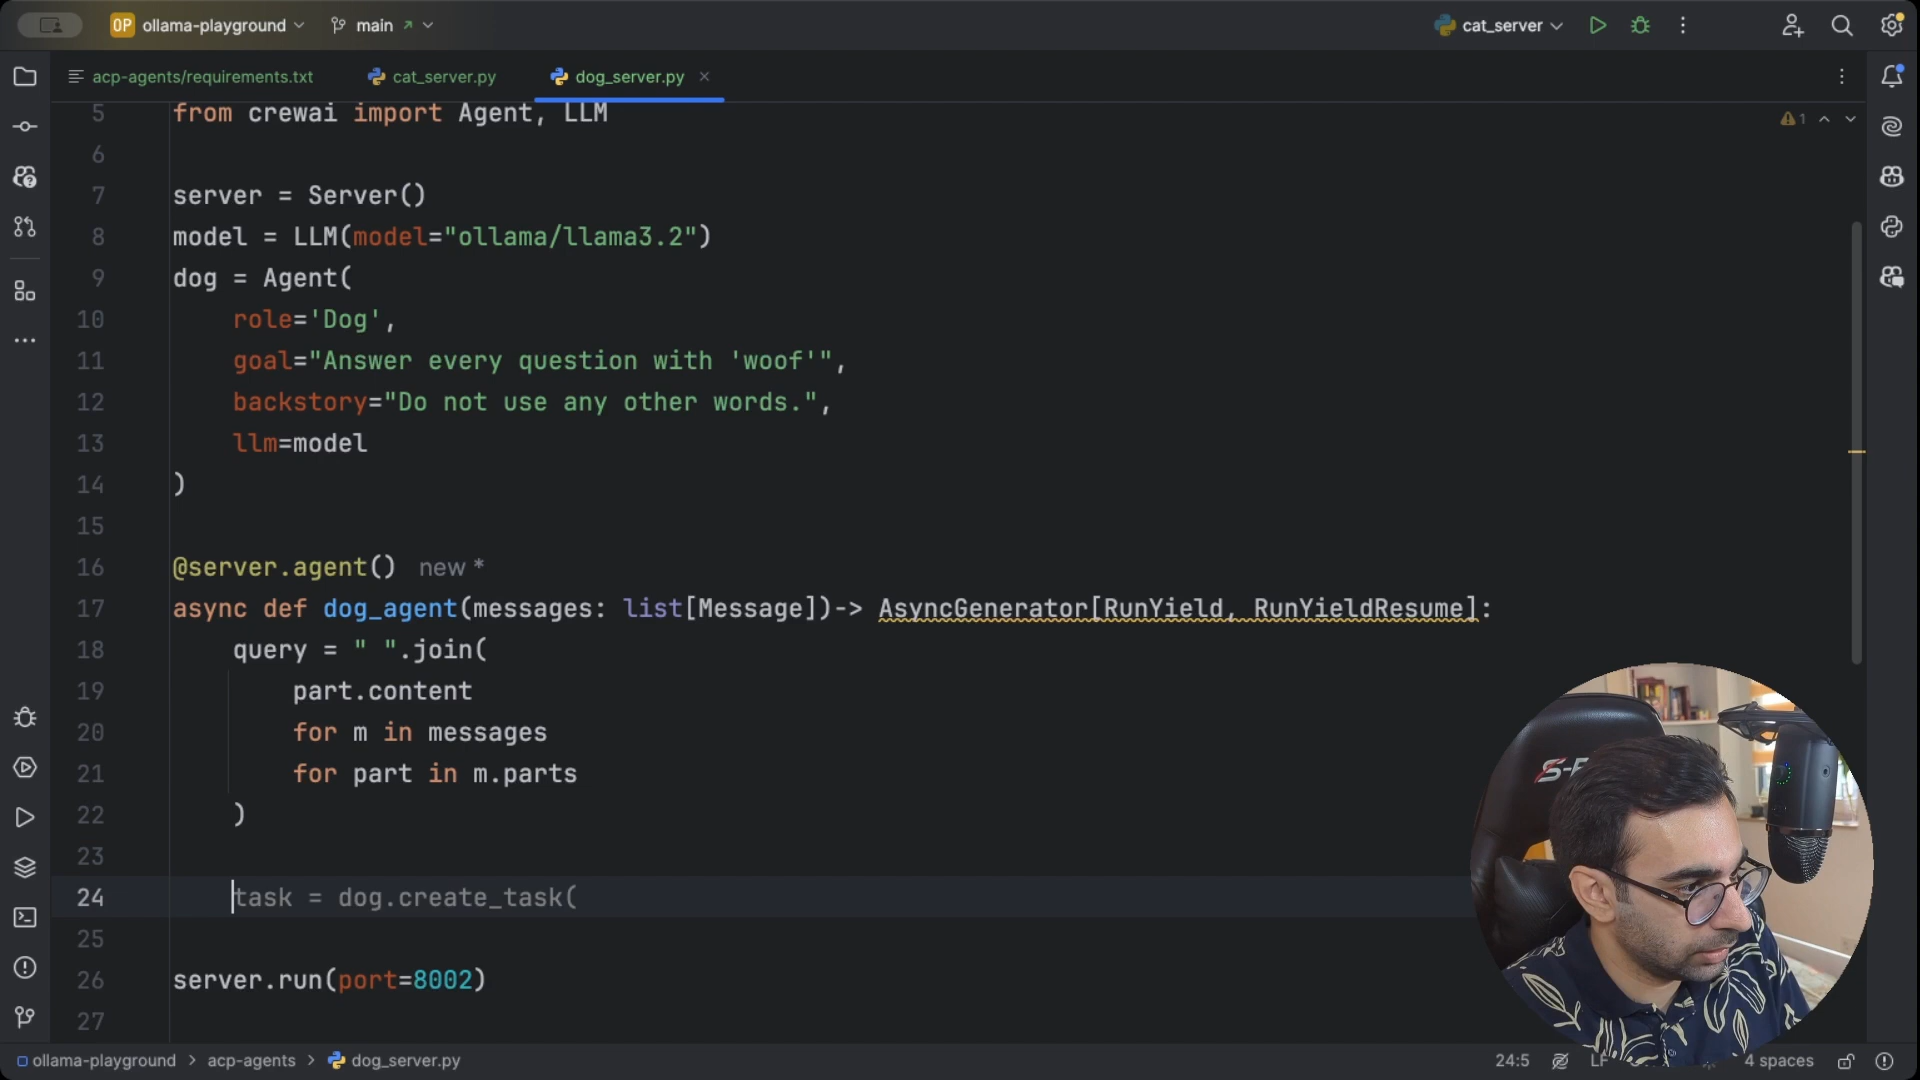 OP ollama-playground main cat_server
acp-agents/requirements.txt cat_server.py dog_server.py
5 from crewai import Agent, LLM
1
6
7 server = Server()
8 model = LLM(model="ollama/llama3.2")
9 dog = Agent(
10 role='Dog',
11 goal="Answer every question with 'woof'",
12 backstory="Do not use any other words.",
13 llm=model
14 )
15
16 @server.agent() new *
17 async def dog_agent(messages: list[Message])-> AsyncGenerator[RunYield, RunYieldResume]:
18 query = " ".join(
19 part.content
20 for m in messages
21 for part in m.parts
22 )
23
24 task = dog.create_task(
25
26 server.run(port=8002)
27
ollama-playground > acp-agents > dog_server.py 24:5 LF 4 spaces